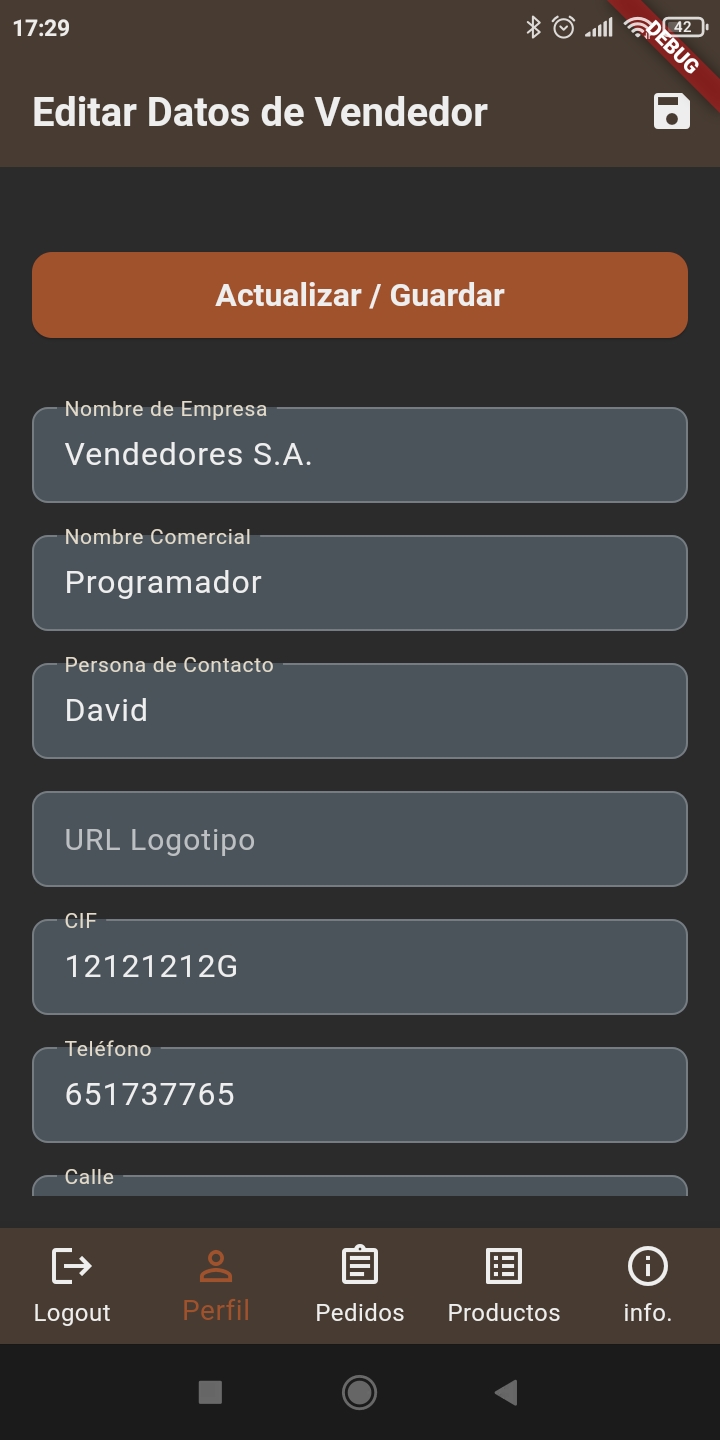 17:29
42
DEBUG
Editar Datos de Vendedor
Actualizar / Guardar
Nombre de Empresa
Vendedores S.A.
Nombre Comercial
Programador
Persona de Contacto
David
URL Logotipo
CIF
12121212G
Teléfono
651737765
Calle
Logout
Perfil
Pedidos
Productos
info.